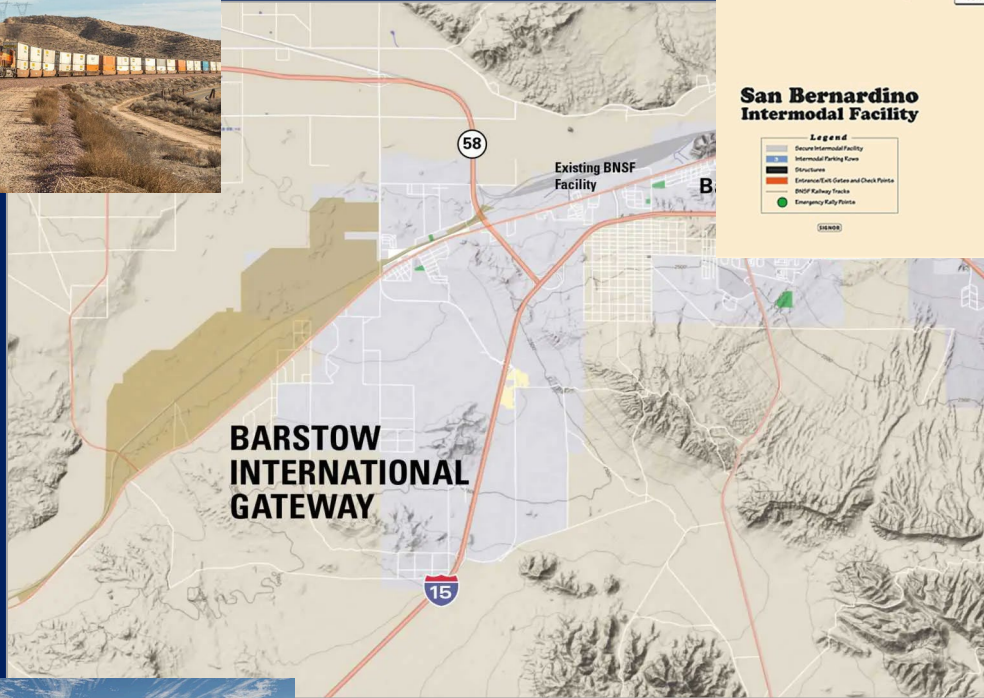 58
Existing BNSF
Facility
Ba
BARSTOW
INTERNATIONAL
GATEWAY
15
San Bernardino
Intermodal Facility
Legend
Secure Intermodal Facility
Intermodal Parking Rows
Structures
Entrance/Exit Gates and Check Points
BNSF Railway Tracks
Emergency Rally Points
SIGNOR